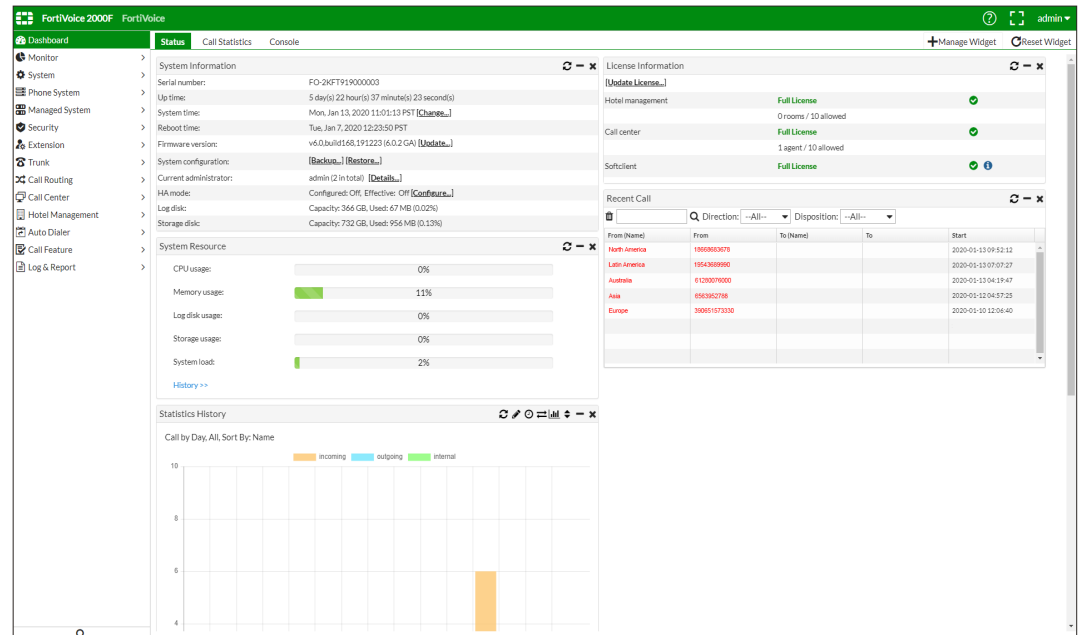 FortiVoice 2000F FortiVoice
admin
Dashboard
Monitor
System
Phone System
Managed System
Security
Extension
Trunk
Call Routing
Call Center
Hotel Management
Auto Dialer
Call Feature
Log & Report
Status Call Statistics Console
Manage Widget Reset Widget
System Information
Serial number: FO-2KFT919000003
Up time: 5 day(s) 22 hour(s) 37 minute(s) 23 second(s)
System time: Mon, Jan 13, 2020 11:01:13 PST [Change...]
Reboot time: Tue, Jan 7, 2020 12:23:50 PST
Firmware version: v6.0,build168,191223 (6.0.2 GA) [Update...]
System configuration: [Backup...] [Restore...]
Current administrator: admin (2 in total) [Details...]
HA mode: Configured: Off, Effective: Off [Configure...]
Log disk: Capacity: 366 GB, Used: 67 MB (0.02%)
Storage disk: Capacity: 732 GB, Used: 956 MB (0.13%)
System Resource
CPU usage: 0%
Memory usage: 11%
Log disk usage: 0%
Storage usage: 0%
System load: 2%
History >>
Statistics History
Call by Day, All, Sort By: Name
incoming outgoing internal
10
8
6
4
License Information
[Update License...]
Hotel management Full License
0 rooms / 10 allowed
Call center Full License
1 agent / 10 allowed
Softclient Full License
Recent Call
Direction: --All-- Disposition: --All--
From (Name) From To (Name) To Start
North America 18668683678 2020-01-13 09:52:12
Latin America 19543689990 2020-01-13 07:07:27
Australia 61280076000 2020-01-13 04:19:47
Asia 6563952788 2020-01-12 04:57:25
Europe 390651573330 2020-01-10 12:06:40